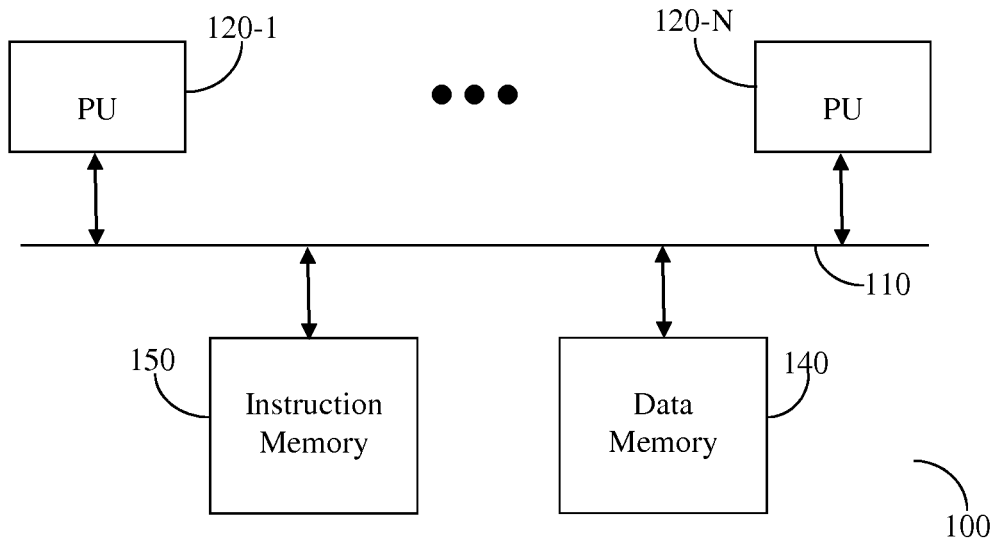 120-1
120-N
PU
PU
110
150
140
Instruction
Memory
Data
Memory
100